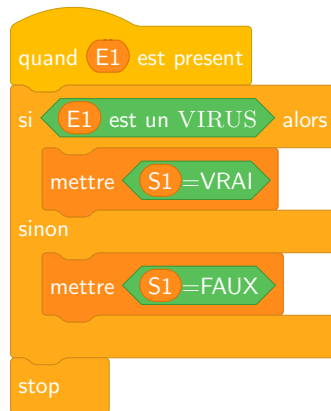 quand E1 est present
si E1 est un VIRUS alors
mettre S1=VRAI
sinon
mettre S1=FAUX
stop